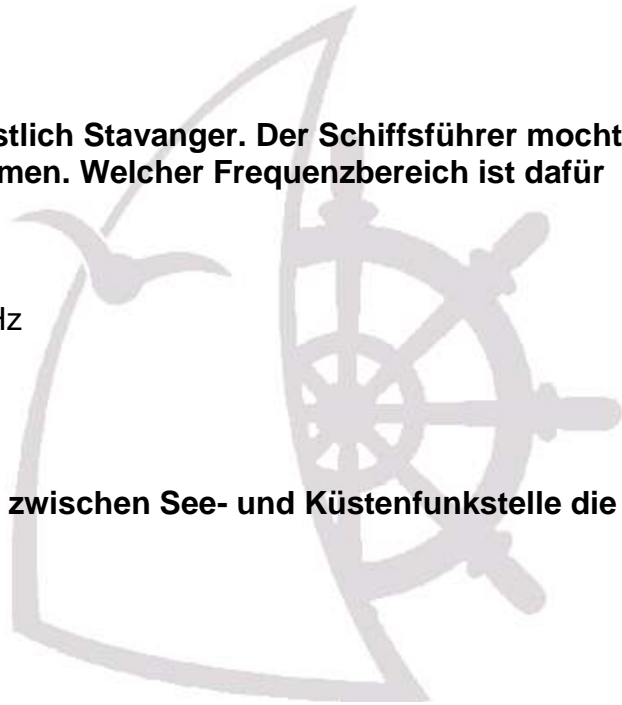 stlich Stavanger. Der Schiffsführer mocht
men. Welcher Frequenzbereich ist dafür
Hz
zwischen See- und Küstenfunkstelle die